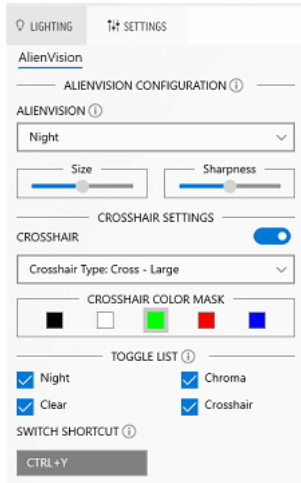 LIGHTING SETTINGS
AlienVision
ALIENVISION CONFIGURATION
ALIENVISION
Night
Size Sharpness
CROSSHAIR SETTINGS
CROSSHAIR
Crosshair Type: Cross - Large
CROSSHAIR COLOR MASK
TOGGLE LIST
Night Chroma
Clear Crosshair
SWITCH SHORTCUT
CTRL+Y